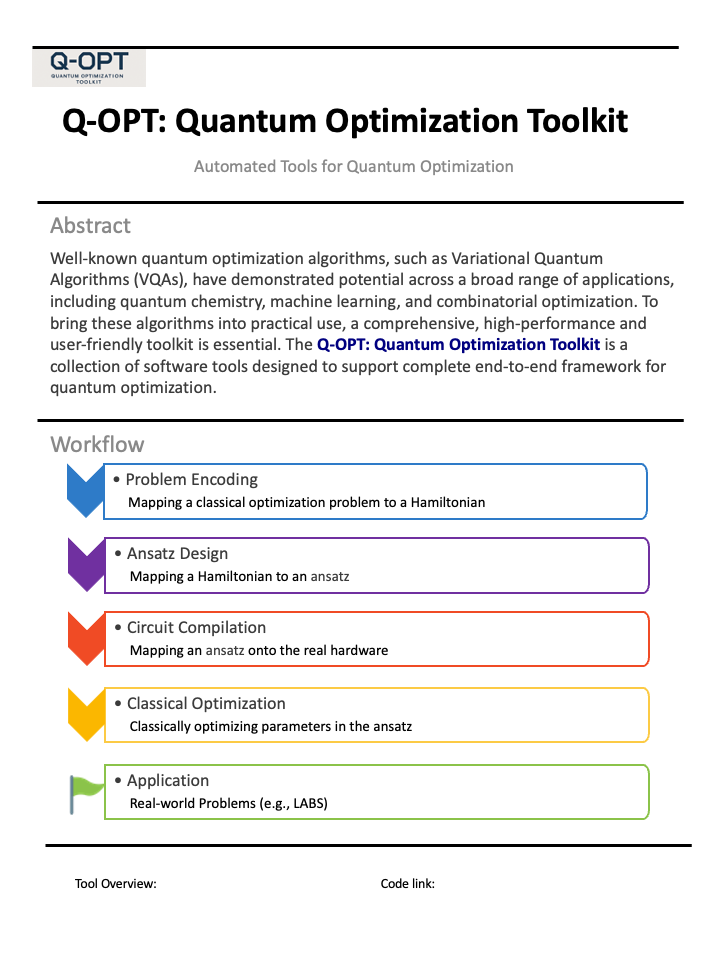 Q-OPT
QUANTUM OPTIMIZATION
TOOLKIT
Q-OPT: Quantum Optimization Toolkit
Automated Tools for Quantum Optimization
Abstract
Well-known quantum optimization algorithms, such as Variational Quantum
Algorithms (VQAs), have demonstrated potential across a broad range of applications,
including quantum chemistry, machine learning, and combinatorial optimization. To
bring these algorithms into practical use, a comprehensive, high-performance and
user-friendly toolkit is essential. The Q-OPT: Quantum Optimization Toolkit is a
collection of software tools designed to support complete end-to-end framework for
quantum optimization.
Workflow
• Problem Encoding
Mapping a classical optimization problem to a Hamiltonian
• Ansatz Design
Mapping a Hamiltonian to an ansatz
• Circuit Compilation
Mapping an ansatz onto the real hardware
• Classical Optimization
Classically optimizing parameters in the ansatz
• Application
Real-world Problems (e.g., LABS)
Tool Overview:
Code link: